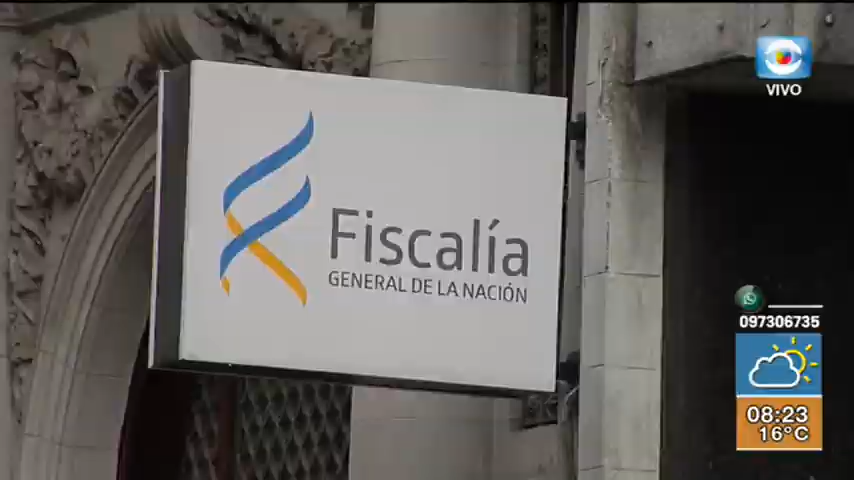 VIVO
Fiscalía
GENERAL DE LA NACIÓN
097306735
08:23
16°C